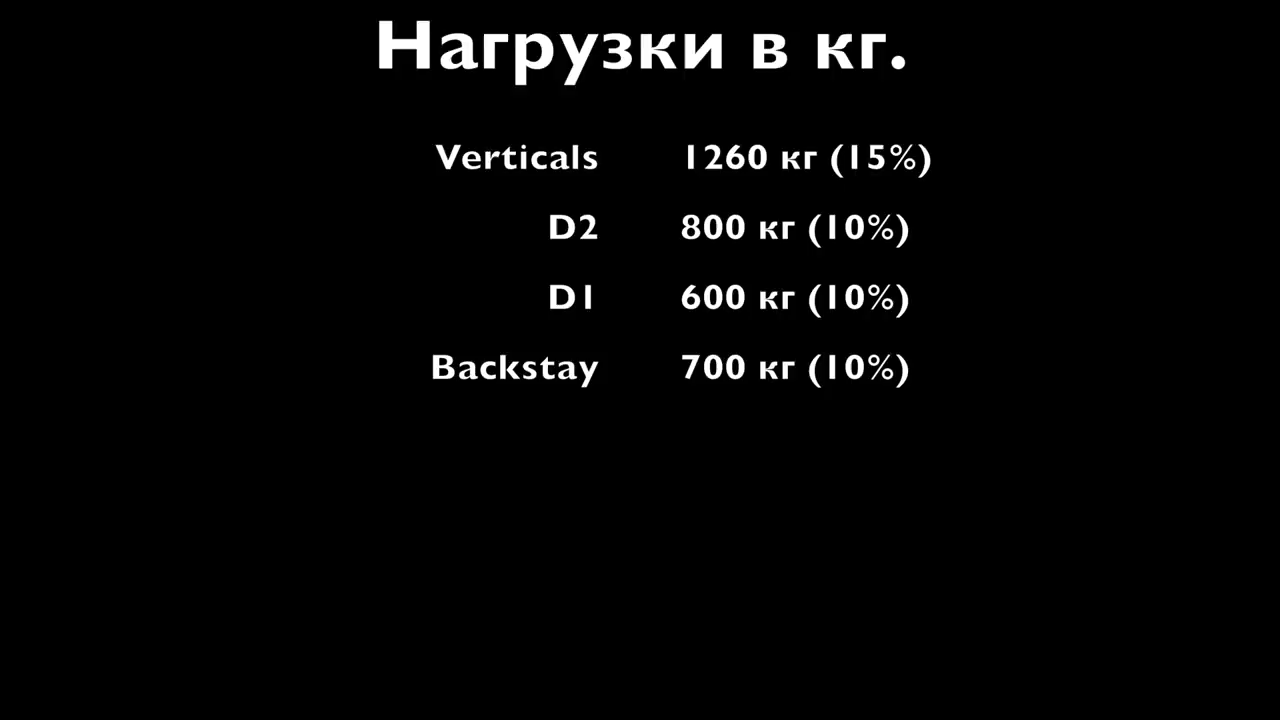 Нагрузки в кг.
Verticals 1260 кг (15%)
D2 800 кг (10%)
D1 600 кг (10%)
Backstay 700 кг (10%)